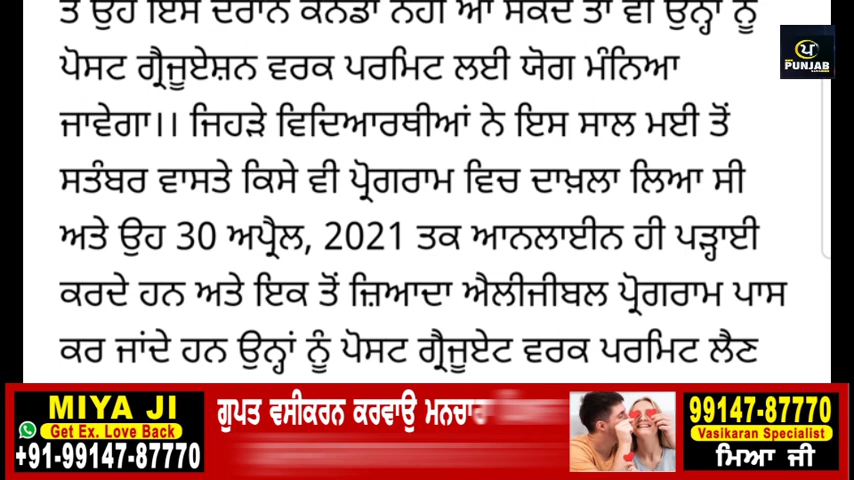 ਤੇ ਉਹ ਇਸ ਦੌਰਾਨ ਕੈਨੇਡਾ ਨਹੀਂ ਆ ਸਕਦੇ ਤਾਂ ਵੀ ਉਨ੍ਹਾਂ ਨੂੰ
ਪੋਸਟ ਗ੍ਰੈਜੂਏਸ਼ਨ ਵਰਕ ਪਰਮਿਟ ਲਈ ਯੋਗ ਮੰਨਿਆ
ਜਾਵੇਗਾ।। ਜਿਹੜੇ ਵਿਦਿਆਰਥੀਆਂ ਨੇ ਇਸ ਸਾਲ ਮਈ ਤੋਂ
ਸਤੰਬਰ ਵਾਸਤੇ ਕਿਸੇ ਵੀ ਪ੍ਰੋਗਰਾਮ ਵਿਚ ਦਾਖ਼ਲਾ ਲਿਆ ਸੀ
ਅਤੇ ਉਹ 30 ਅਪ੍ਰੈਲ, 2021 ਤਕ ਆਨਲਾਈਨ ਹੀ ਪੜ੍ਹਾਈ
ਕਰਦੇ ਹਨ ਅਤੇ ਇਕ ਤੋਂ ਜ਼ਿਆਦਾ ਐਲੀਜੀਬਲ ਪ੍ਰੋਗਰਾਮ ਪਾਸ
ਕਰ ਜਾਂਦੇ ਹਨ ਉਨ੍ਹਾਂ ਨੂੰ ਪੋਸਟ ਗ੍ਰੈਜੂਏਟ ਵਰਕ ਪਰਮਿਟ ਲੈਣ
ਪ
PUNJAB
MIYA JI
Get Ex. Love Back
+91-99147-87770
ਗੁਪਤ ਵਸੀਕਰਨ ਕਰਵਾਉ ਮਨਚਾਹਾ
99147-87770
Vasikaran Specialist
ਮਿਆ ਜੀ